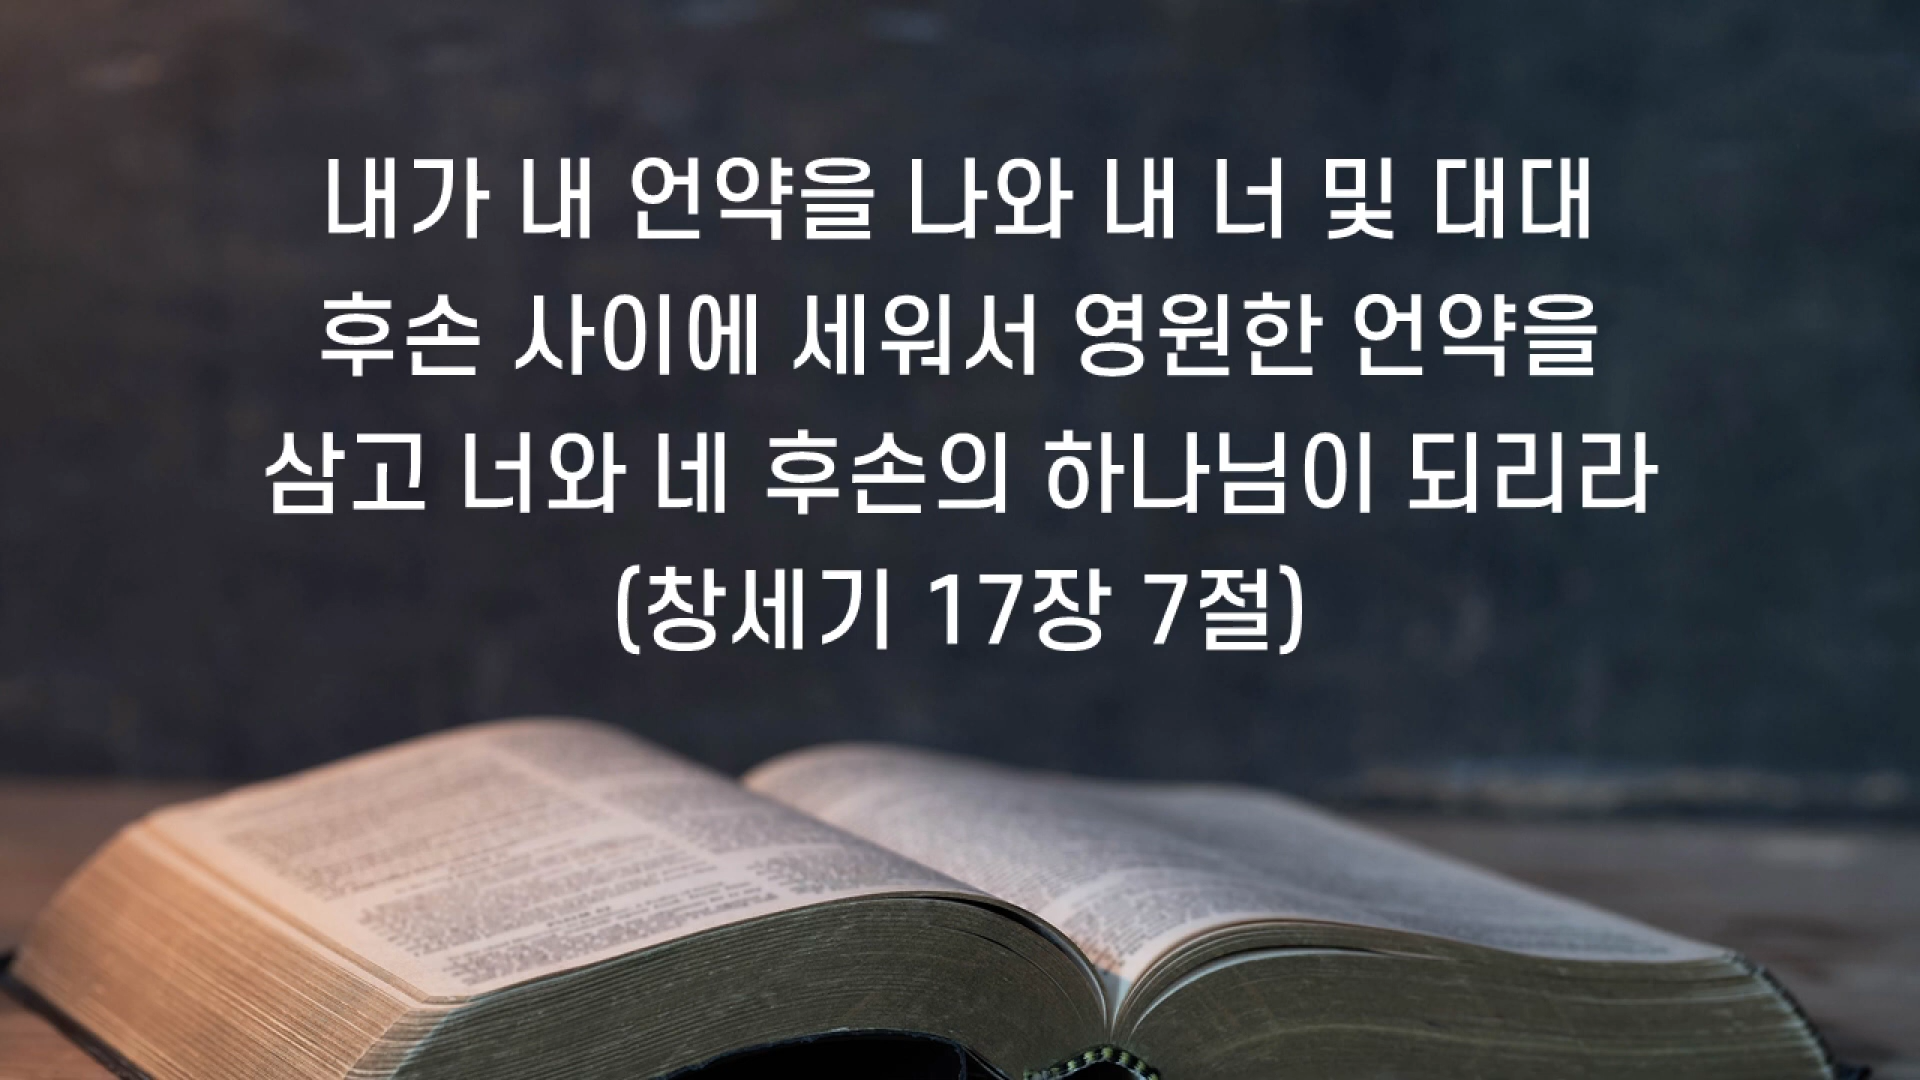 내가 내 언약을 나와 내 너 및 대대
후손 사이에 세워서 영원한 언약을
삼고 너와 네 후손의 하나님이 되리라
(창세기 17장 7절)